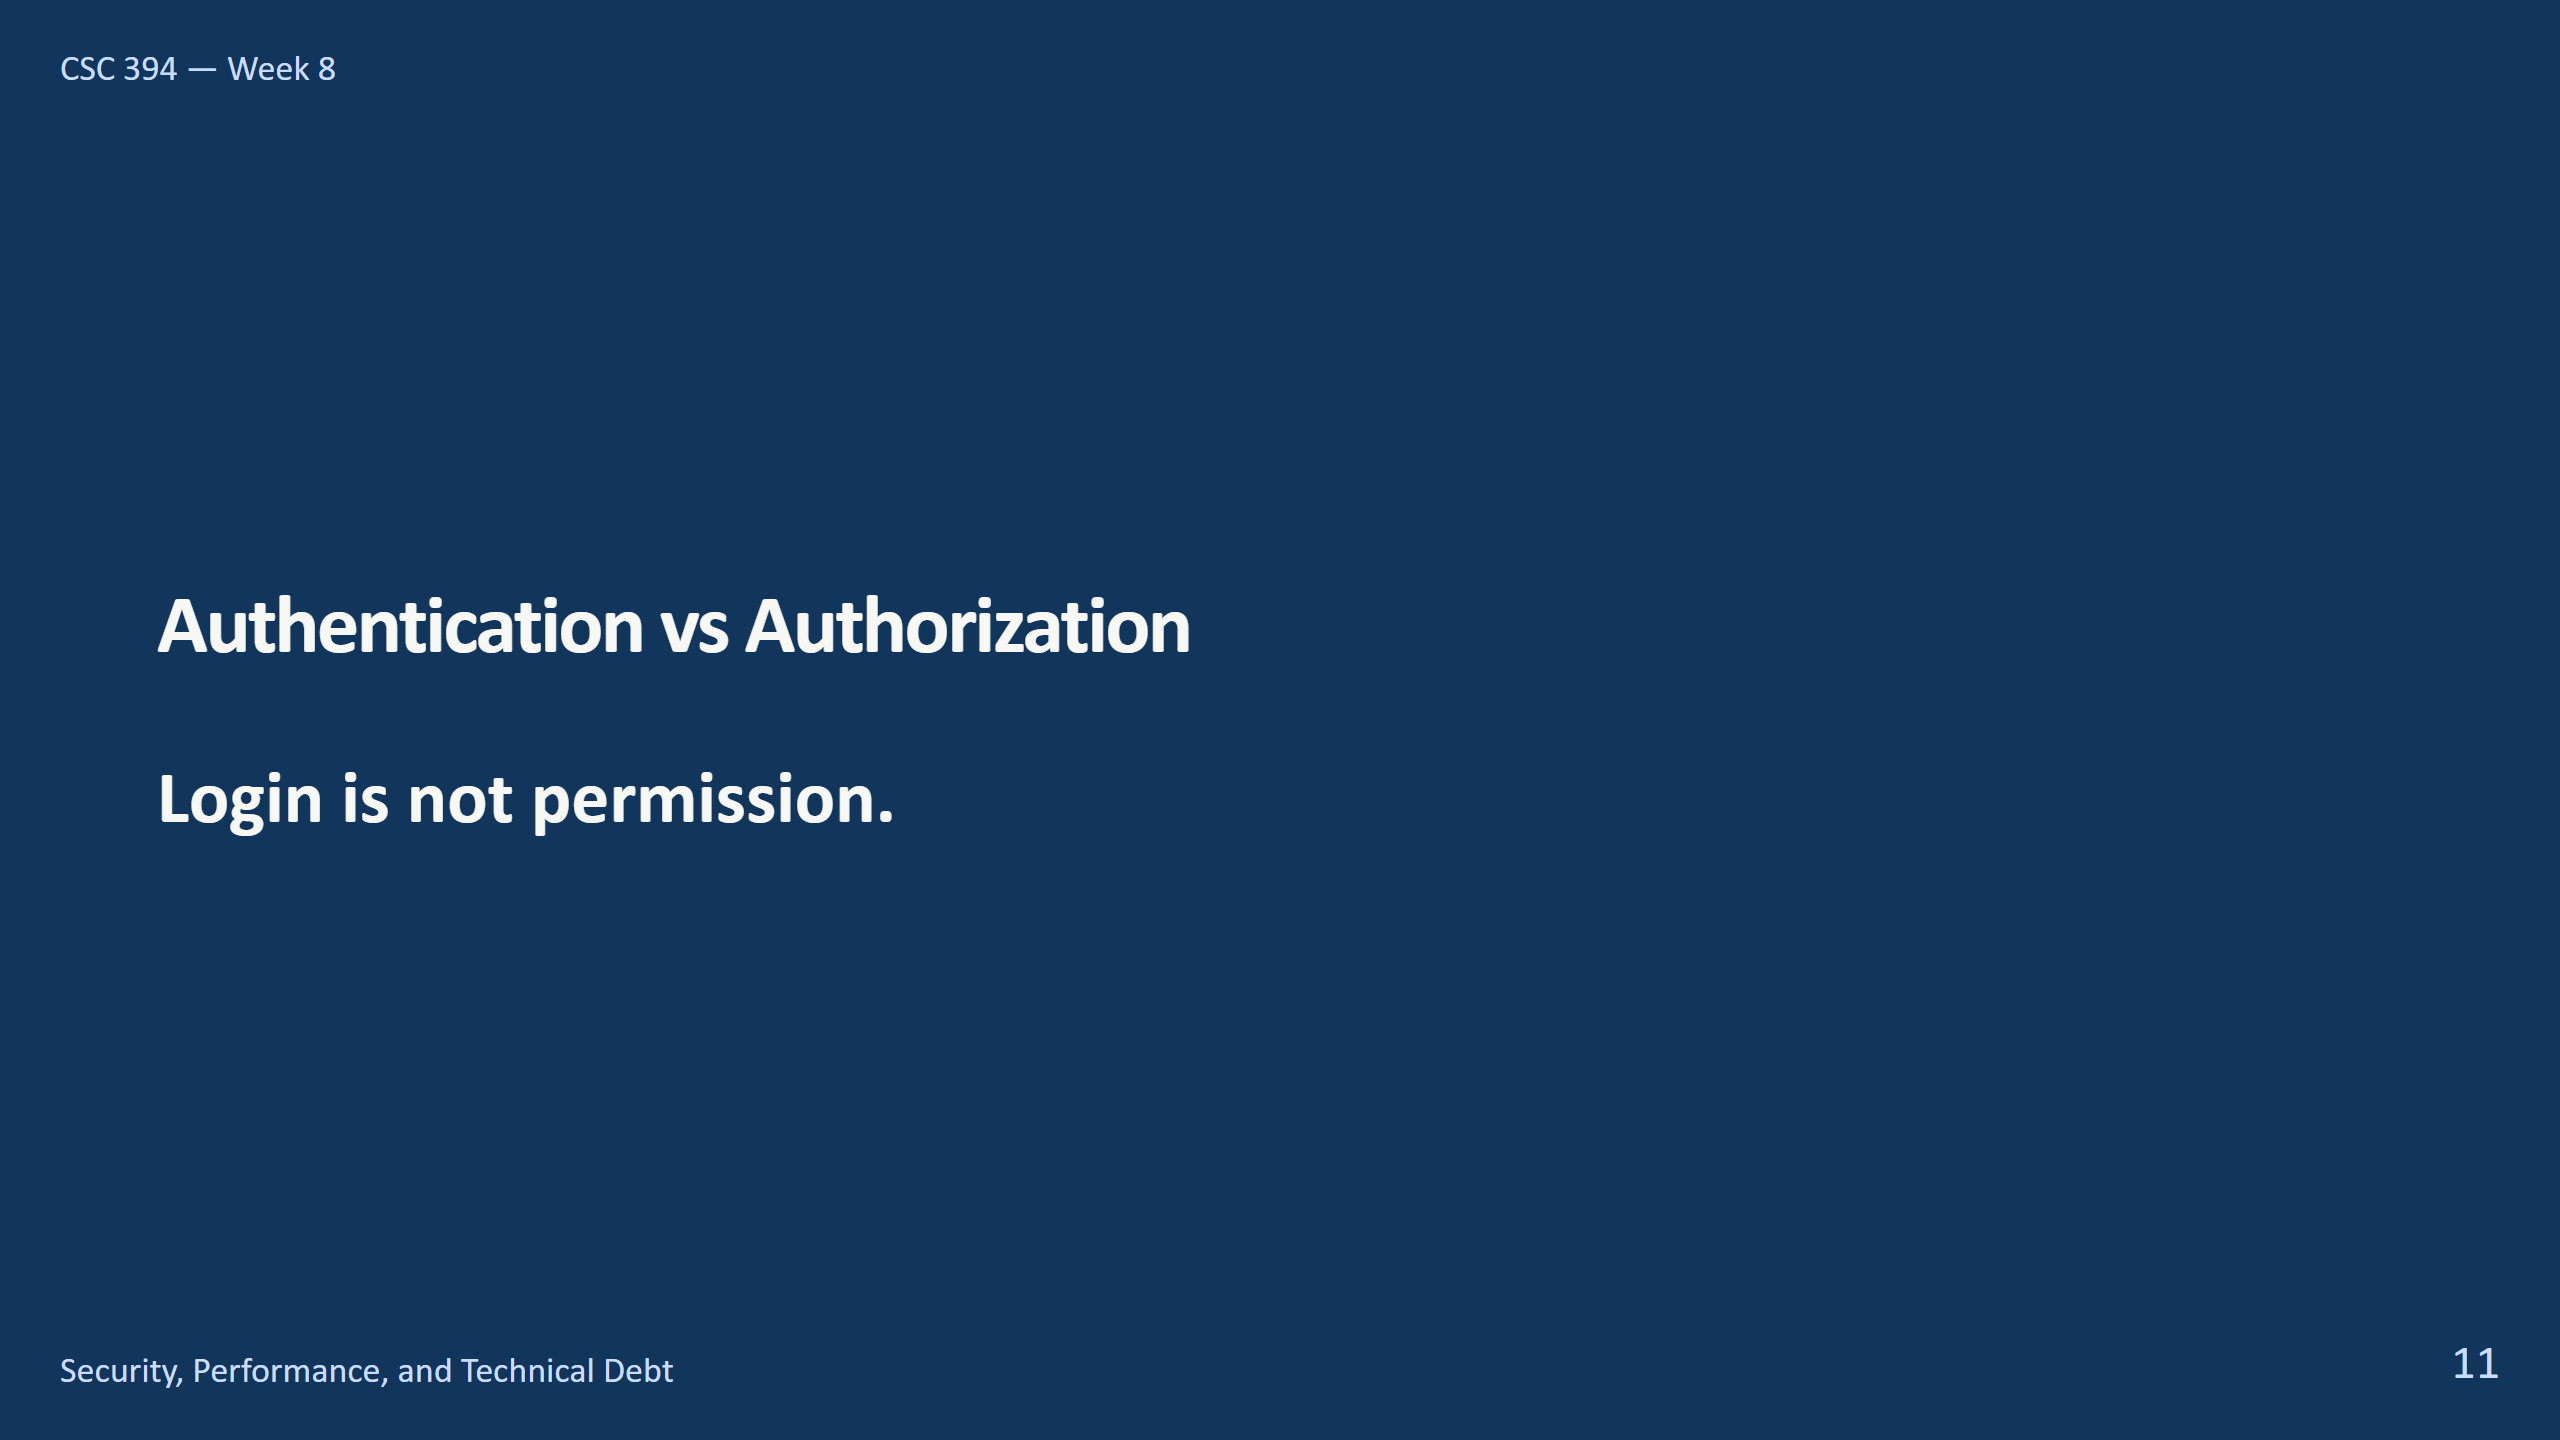 CSC 394 — Week 8
Authentication vs Authorization
Login is not permission.
Security, Performance, and Technical Debt
11